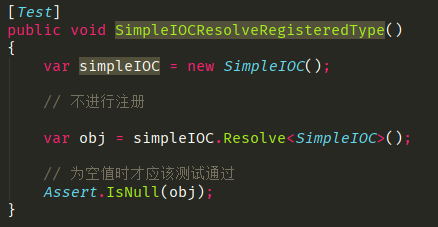 [Test]
public void SimpleIOCResolveRegisteredType()
{
var simpleIOC = new SimpleIOC();
// 不进行注册
var obj = simpleIOC.Resolve<SimpleIOC>();
// 为空值时才应该测试通过
Assert.IsNull(obj);
}